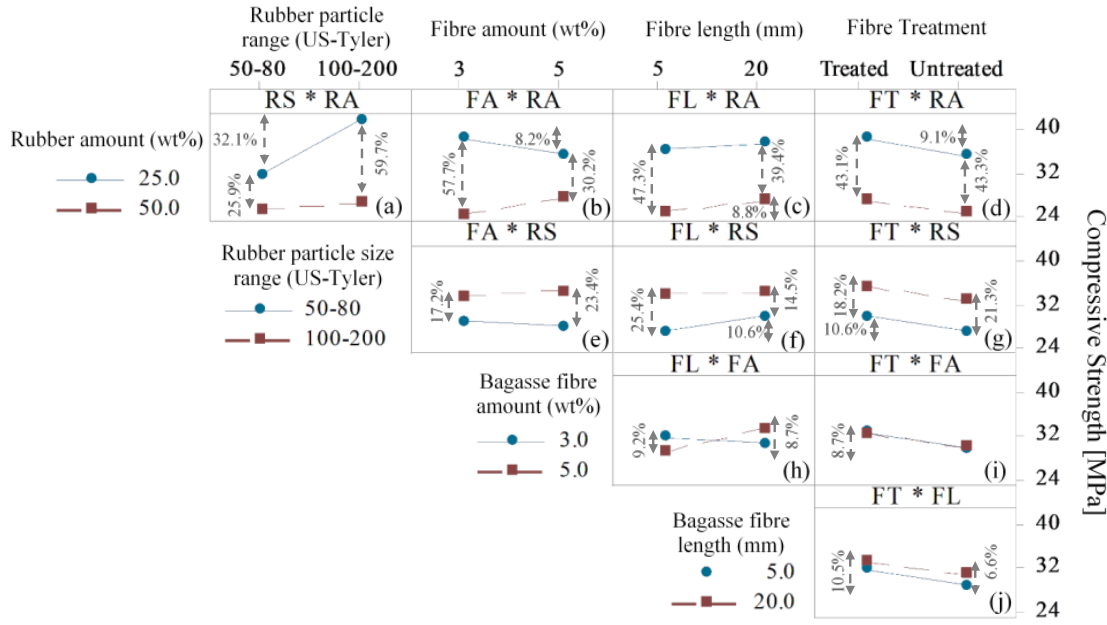 Rubber particle
range (US-Tyler)
Fibre amount (wt%)
Fibre length (mm)
Fibre Treatment
50-80
100-200
3
5
5
20
Treated
Untreated
RS * RA
FA * RA
FL * RA
FT * RA
Rubber amount (wt%)
25.0
50.0
32.1%
25.9%
59.7%
(a)
57.7%
8.2%
30.2%
(b)
47.3%
39.4%
8.8%
(c)
43.1%
9.1%
43.3%
(d)
40
32
24
FA * RS
FL * RS
FT * RS
Rubber particle size
range (US-Tyler)
50-80
100-200
17.2%
23.4%
(e)
25.4%
14.5%
10.6%
(f)
18.2%
10.6%
21.3%
(g)
40
32
24
FL * FA
FT * FA
Bagasse fibre
amount (wt%)
3.0
5.0
9.2%
8.7%
(h)
8.7%
(i)
40
32
24
FT * FL
Bagasse fibre
length (mm)
5.0
20.0
10.5%
6.6%
(j)
40
32
24
Compressive Strength [MPa]